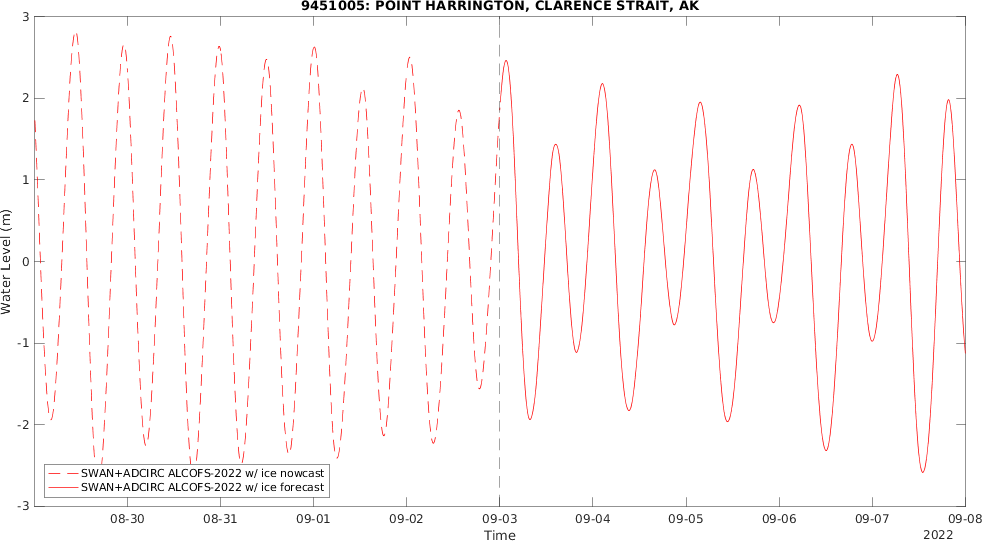 9451005: POINT HARRINGTON, CLARENCE STRAIT, AK
3
2
1
0
-1
-2
-3
Water Level (m)
SWAN+ADCIRC ALCOFS-2022 w/ ice nowcast
SWAN+ADCIRC ALCOFS-2022 w/ ice forecast
08-30 08-31 09-01 09-02 09-03 09-04 09-05 09-06 09-07 09-08
Time
2022